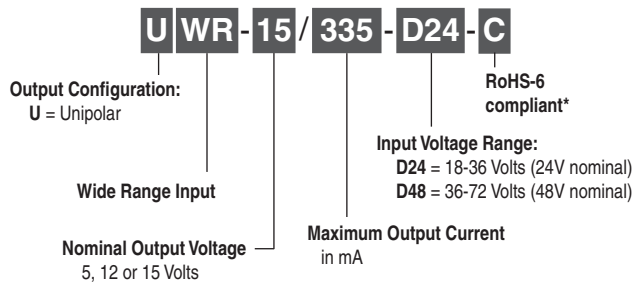 U WR - 15 / 335 - D24 - C
Output Configuration:
U = Unipolar
RoHS-6
compliant*
Input Voltage Range:
D24 = 18-36 Volts (24V nominal)
D48 = 36-72 Volts (48V nominal)
Wide Range Input
Maximum Output Current
in mA
Nominal Output Voltage
5, 12 or 15 Volts